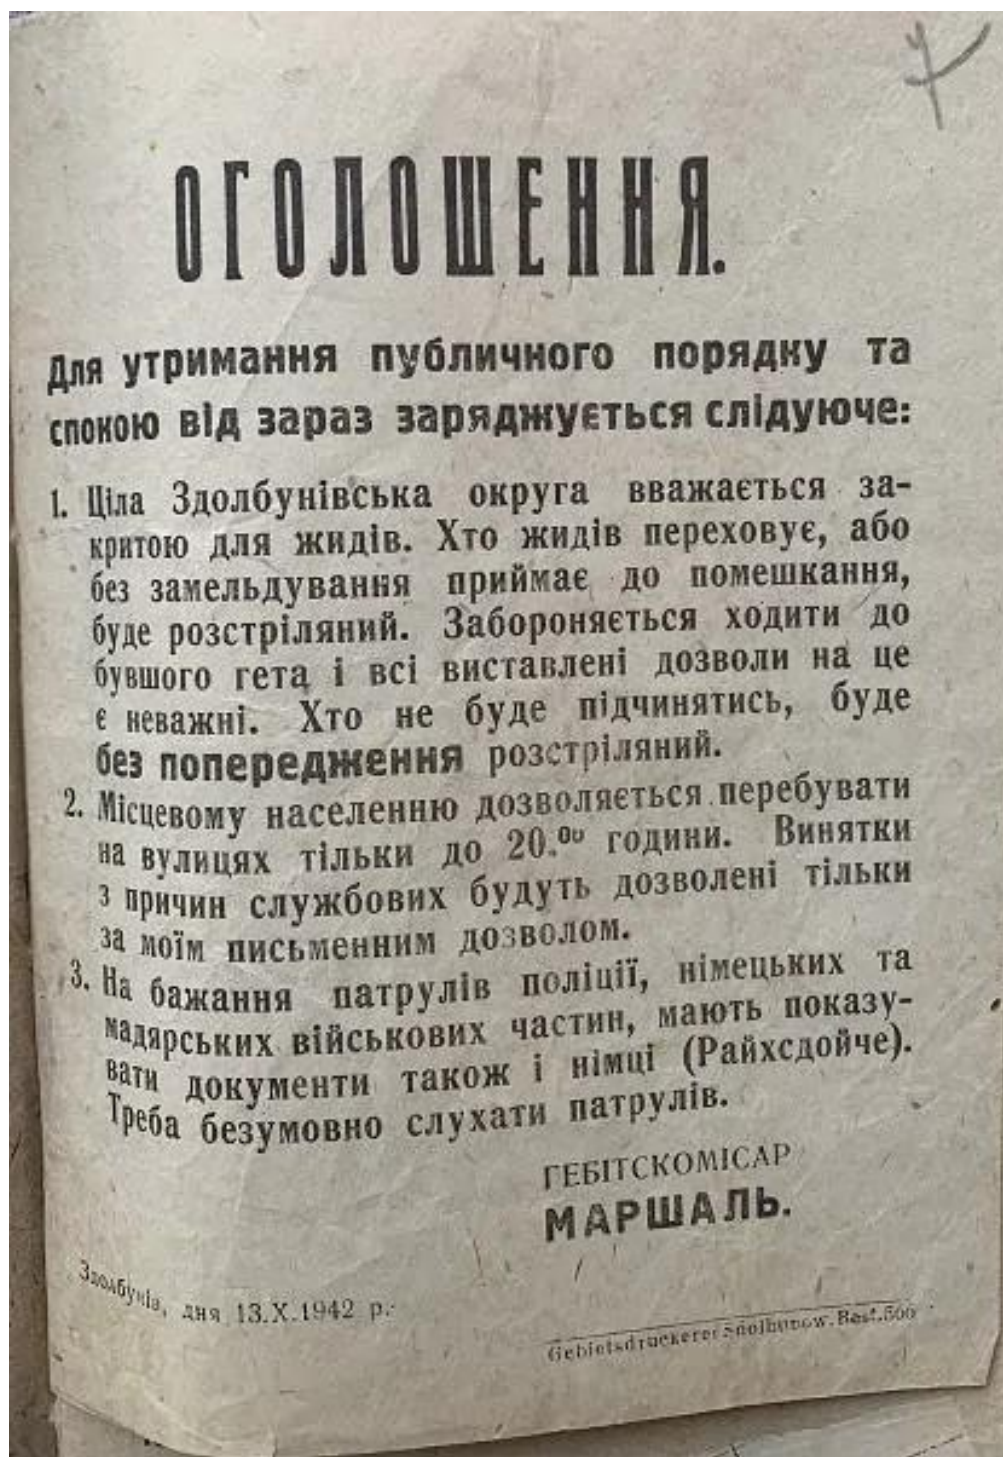 7
ОГОЛОШЕННЯ.
Для утримання публичного порядку та
спокою від зараз заряджується слідуюче:
1. Ціла Здолбунівська округа вважається за-
критою для жидів. Хто жидів переховує, або
без замельдування приймає до помешкання,
буде розстріляний. Забороняється ходити до
бувшого гета і всі виставлені дозволи на це
є неважні. Хто не буде підчинятись, буде
без попередження розстріляний.
2. Місцевому населенню дозволяється перебувати
на вулицях тільки до 20.⁰⁰ години. Винятки
з причин службових будуть дозволені тільки
за моїм письменним дозволом.
3. На бажання патрулів поліції, німецьких та
мадярських військових частин, мають показу-
вати документи також і німці (Райхсдойче).
Треба безумовно слухати патрулів.
ГЕБІТСКОМІСАР
МАРШАЛЬ.
Здолбунів, дня 13.X.1942 р.
Gebietsdruckerei Sdolbunow. Best.